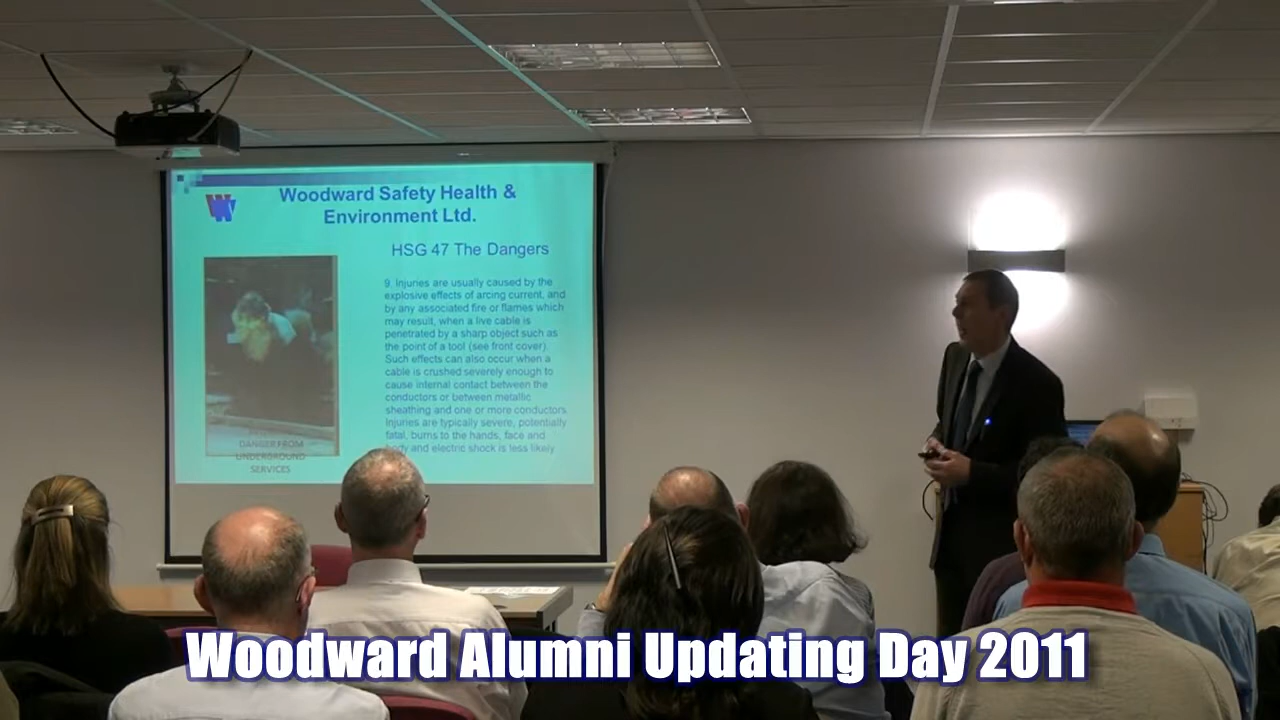 Woodward Safety Health &
Environment Ltd.
HSG 47 The Dangers
9. Injuries are usually caused by the
explosive effects of arcing current, and
by any associated fire or flames which
may result, when a live cable is
penetrated by a sharp object such as
the point of a tool (see front cover).
Such effects can also occur when a
cable is crushed severely enough to
cause internal contact between the
conductors or between metallic
sheathing and one or more conductors.
Injuries are typically severe, potentially
fatal, burns to the hands, face and
body and electric shock is less likely
DANGER FROM
UNDERGROUND
SERVICES
Woodward Alumni Updating Day 2011